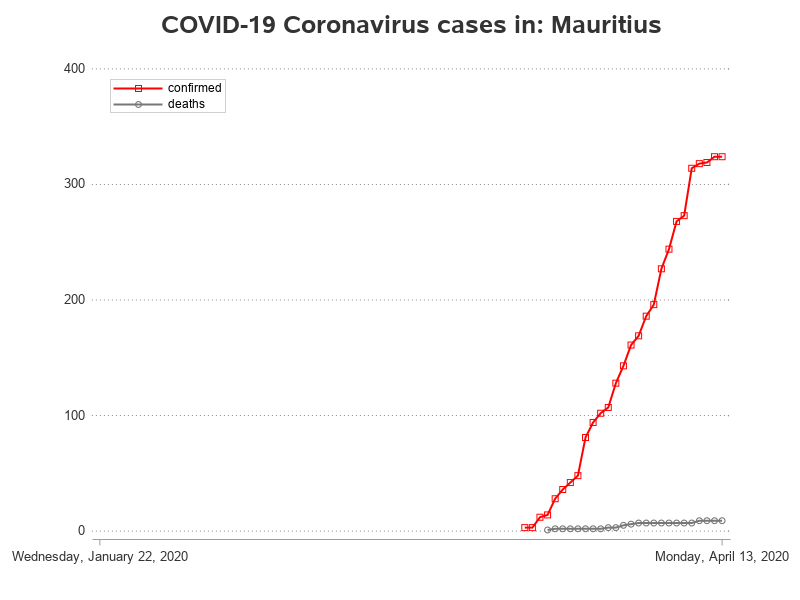 COVID-19 Coronavirus cases in: Mauritius
400
confirmed
deaths
300
200
100
0
Wednesday, January 22, 2020
Monday, April 13, 2020